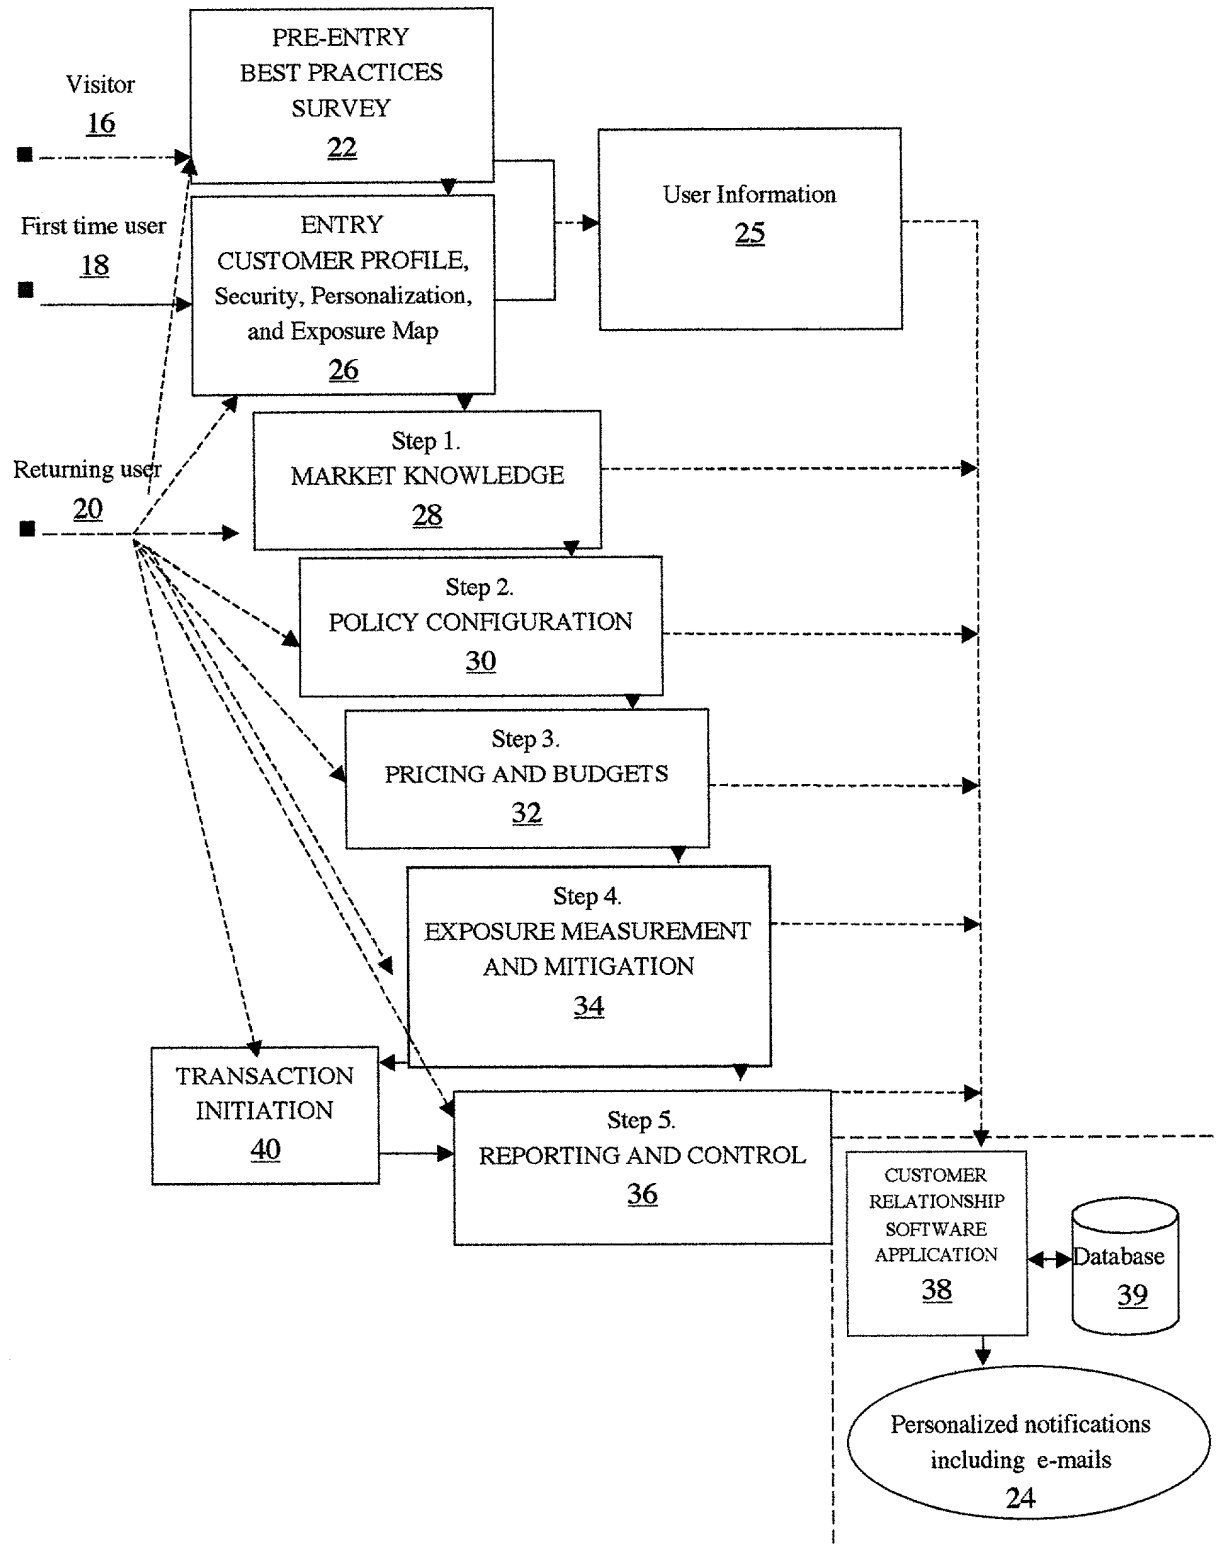 PRE-ENTRY
BEST PRACTICES
SURVEY
22
Visitor
16
User Information
25
First time user
18
ENTRY
CUSTOMER PROFILE,
Security, Personalization,
and Exposure Map
26
Step 1.
MARKET KNOWLEDGE
28
Returning user
20
Step 2.
POLICY CONFIGURATION
30
Step 3.
PRICING AND BUDGETS
32
Step 4.
EXPOSURE MEASUREMENT
AND MITIGATION
34
TRANSACTION
INITIATION
40
Step 5.
REPORTING AND CONTROL
36
CUSTOMER
RELATIONSHIP
SOFTWARE
APPLICATION
38
Database
39
Personalized notifications
including e-mails
24